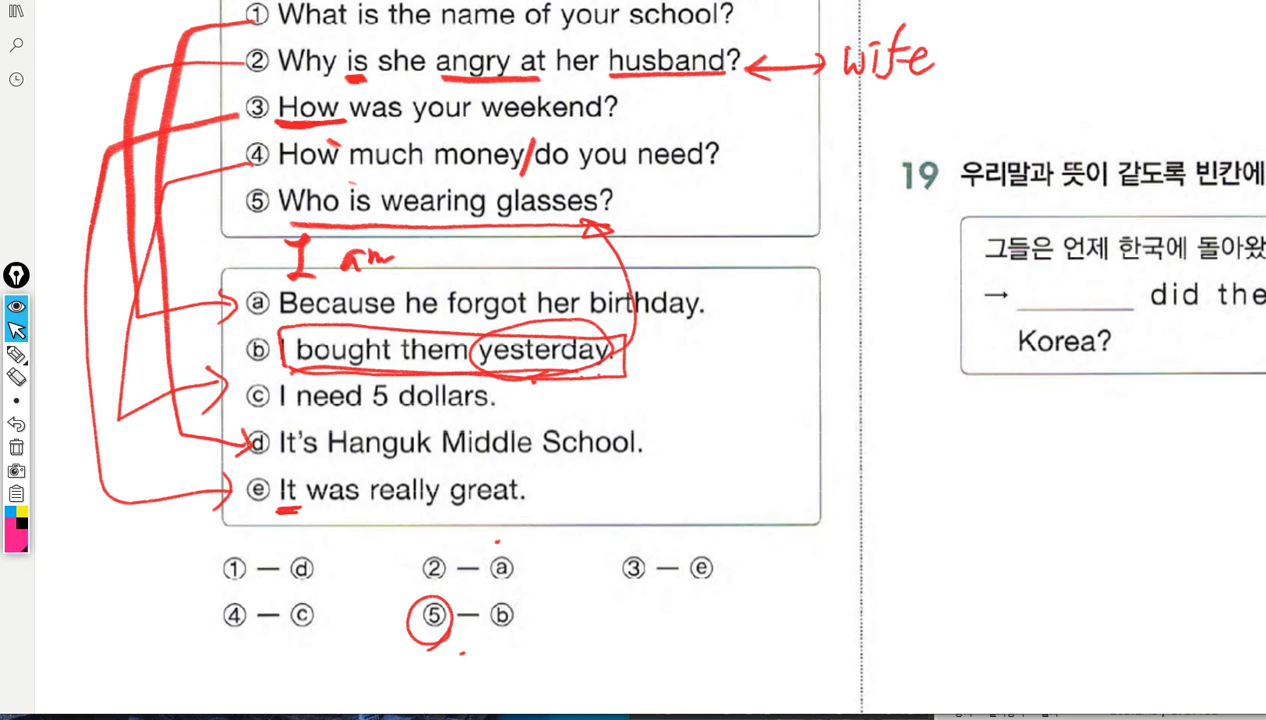 ① What is the name of your school?
② Why is she angry at her husband? wife
③ How was your weekend?
④ How much money/do you need?
⑤ Who is wearing glasses?
I am
ⓐ Because he forgot her birthday.
ⓑ I bought them yesterday.
ⓒ I need 5 dollars.
ⓓ It's Hanguk Middle School.
ⓔ It was really great.
① — ⓓ ② — ⓐ ③ — ⓔ
④ — ⓒ ⑤ — ⓑ
19 우리말과 뜻이 같도록 빈칸에
그들은 언제 한국에 돌아왔
→ ________ did the
Korea?